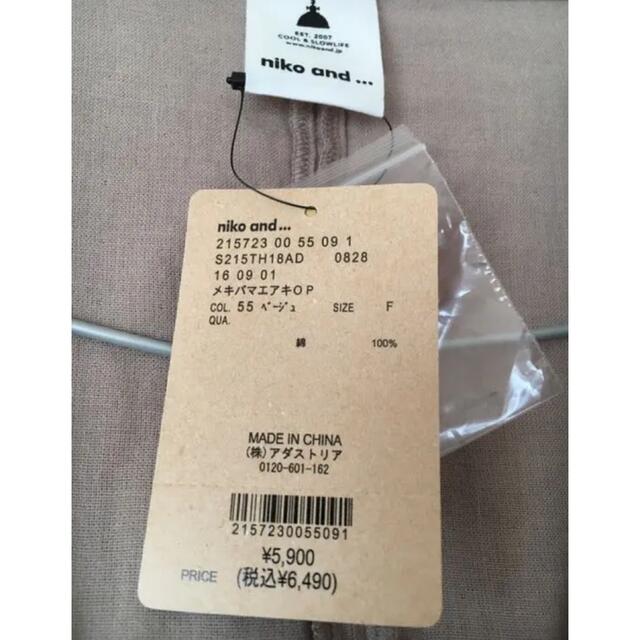 EST. 2007
COOL & SLOWLIFE
www.nikoand.jp
niko and ...
niko and ...
215723 00 55 09 1
S215TH18AD 0828
16 09 01
メキバマエアキOP
COL. 55 ベージュ SIZE F
QUA.
綿 100%
MADE IN CHINA
(株)アダストリア
0120-601-162
2157230055091
¥5,900
PRICE (税込¥6,490)